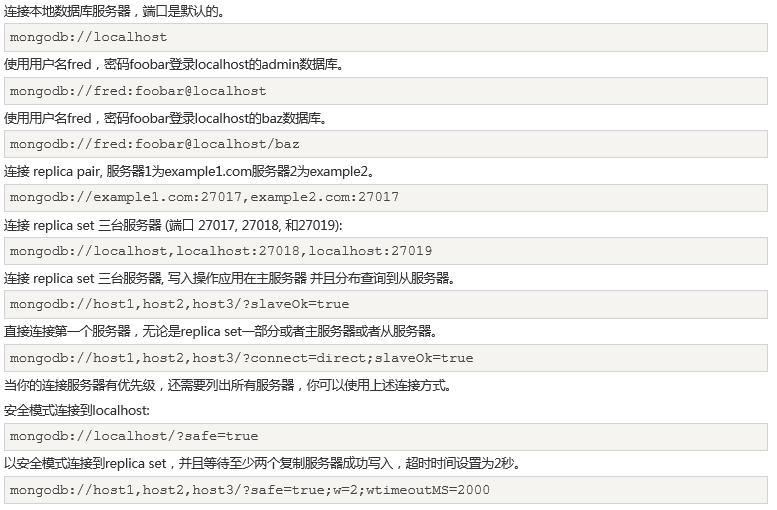 连接本地数据库服务器，端口是默认的。
mongodb://localhost
使用用户名fred，密码foobar登录localhost的admin数据库。
mongodb://fred:foobar@localhost
使用用户名fred，密码foobar登录localhost的baz数据库。
mongodb://fred:foobar@localhost/baz
连接 replica pair, 服务器1为example1.com服务器2为example2。
mongodb://example1.com:27017,example2.com:27017
连接 replica set 三台服务器 (端口 27017, 27018, 和27019):
mongodb://localhost,localhost:27018,localhost:27019
连接 replica set 三台服务器, 写入操作应用在主服务器 并且分布查询到从服务器。
mongodb://host1,host2,host3/?slaveOk=true
直接连接第一个服务器，无论是replica set一部分或者主服务器或者从服务器。
mongodb://host1,host2,host3/?connect=direct;slaveOk=true
当你的连接服务器有优先级，还需要列出所有服务器，你可以使用上述连接方式。
安全模式连接到localhost:
mongodb://localhost/?safe=true
以安全模式连接到replica set，并且等待至少两个复制服务器成功写入，超时时间设置为2秒。
mongodb://host1,host2,host3/?safe=true;w=2;wtimeoutMS=2000